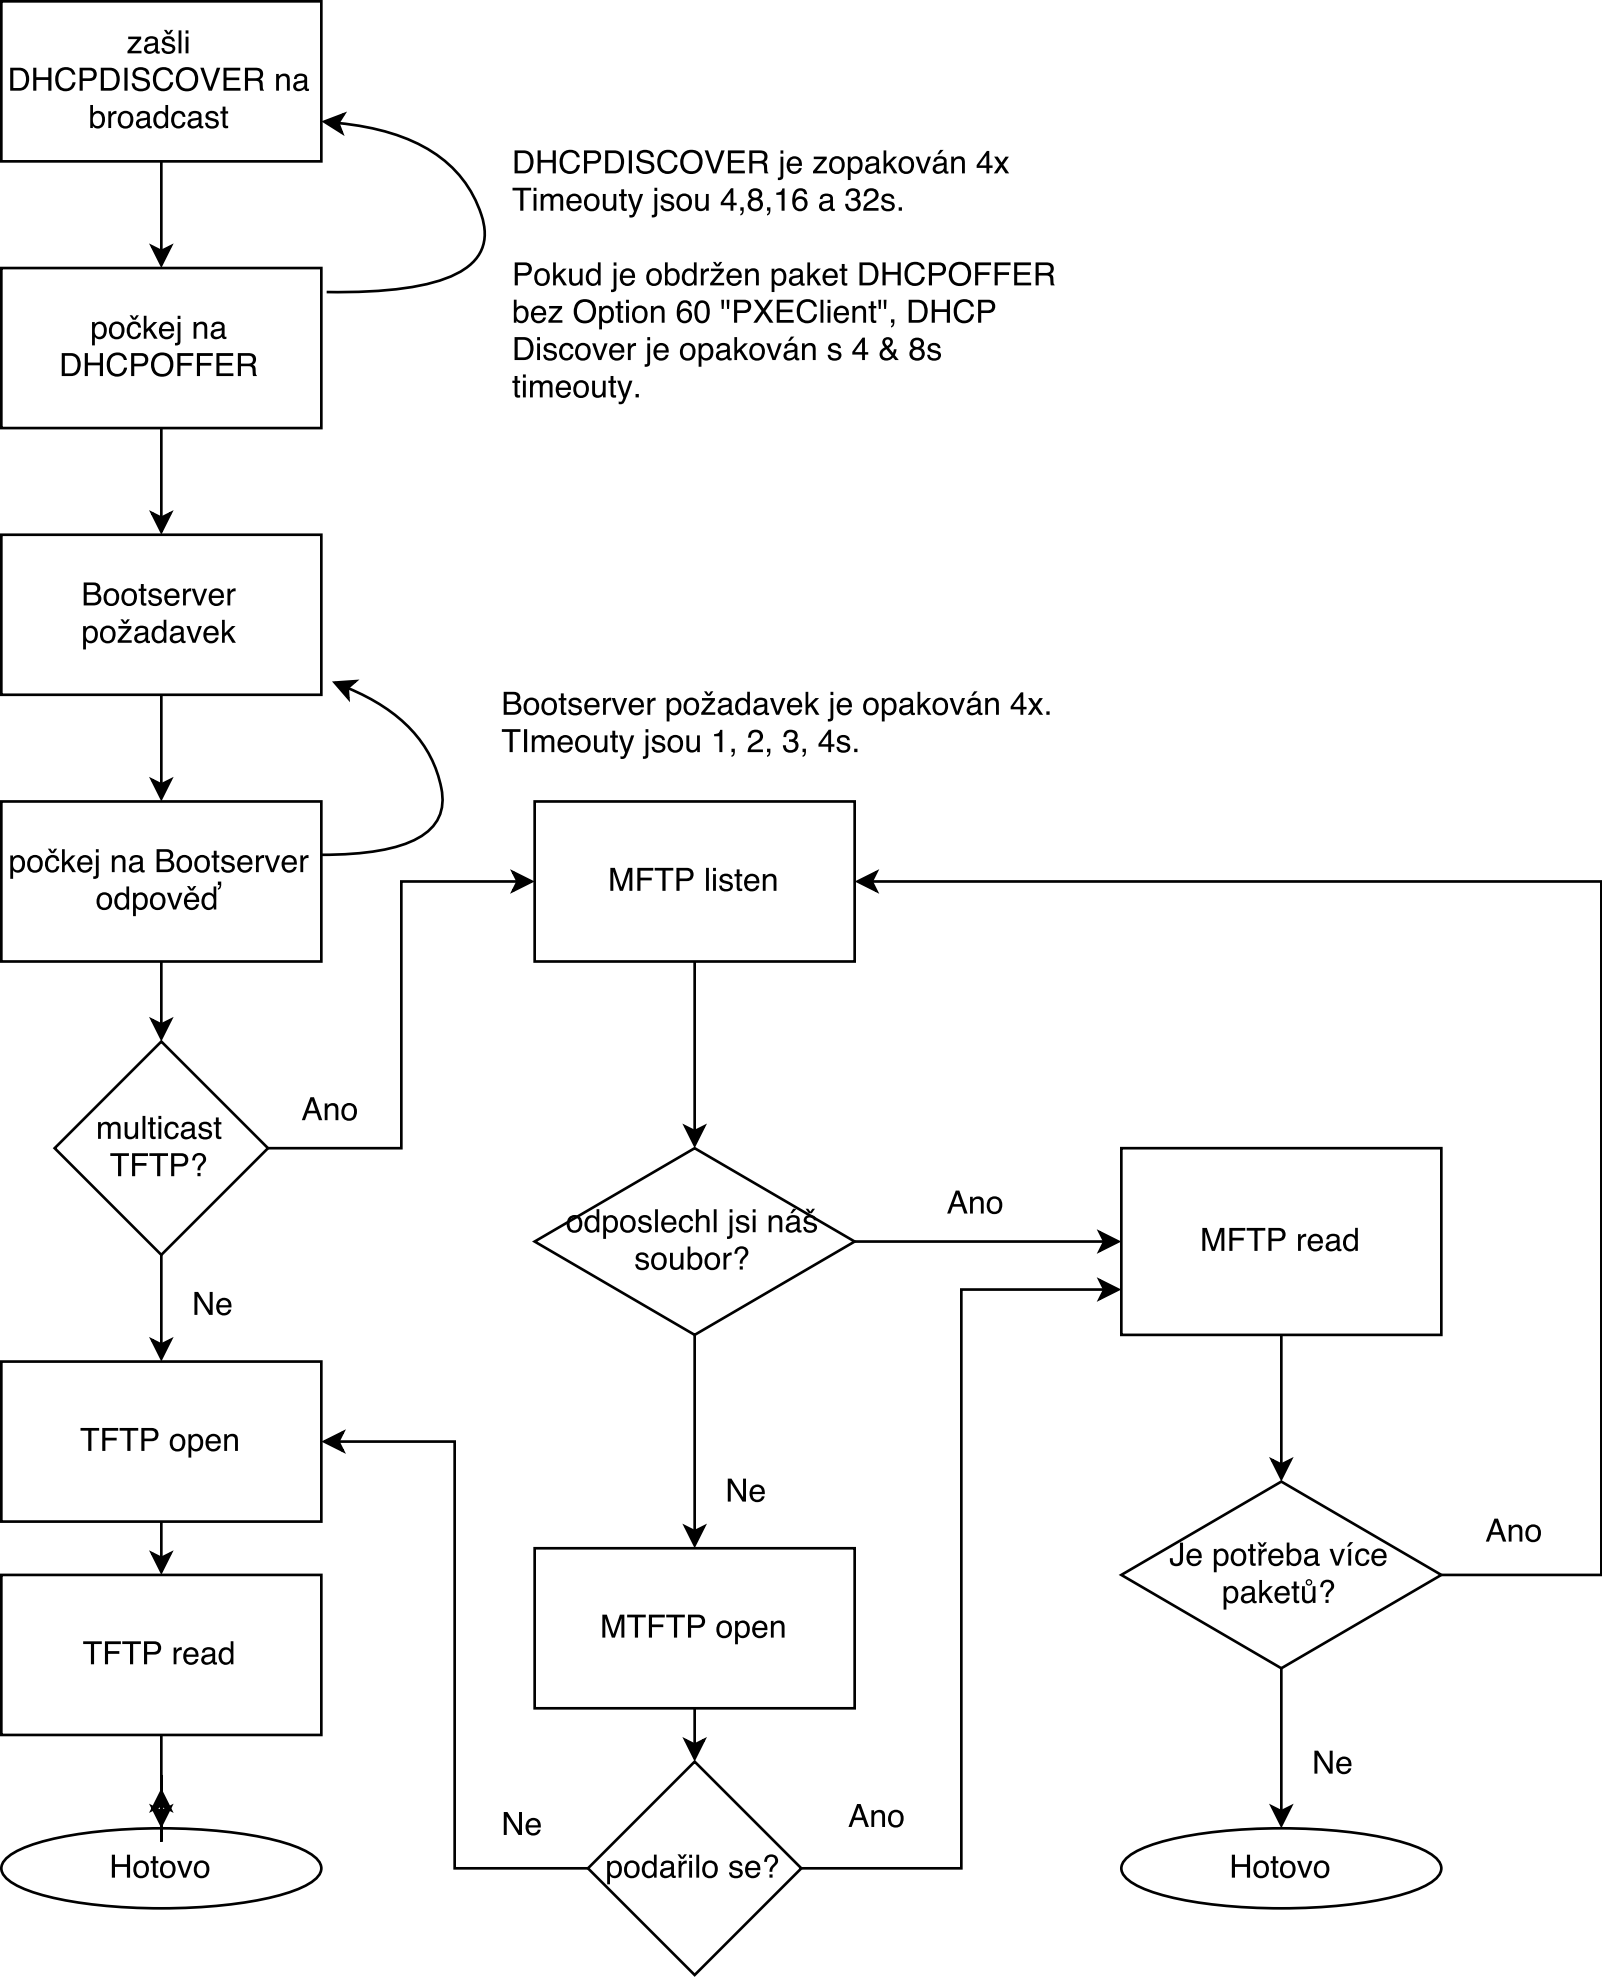 zašli
DHCPDISCOVER na
broadcast
DHCPDISCOVER je zopakován 4x
Timeouty jsou 4,8,16 a 32s.
Pokud je obdržen paket DHCPOFFER
bez Option 60 "PXEClient", DHCP
Discover je opakován s 4 & 8s
timeouty.
počkej na
DHCPOFFER
Bootserver
požadavek
Bootserver požadavek je opakován 4x.
TImeouty jsou 1, 2, 3, 4s.
počkej na Bootserver
odpověď
MFTP listen
multicast
TFTP?
Ano
Ne
odposlechl jsi náš
soubor?
Ano
MFTP read
Ne
TFTP open
TFTP read
Hotovo
MTFTP open
podařilo se?
Ne
Ano
Je potřeba více
paketů?
Ano
Ne
Hotovo